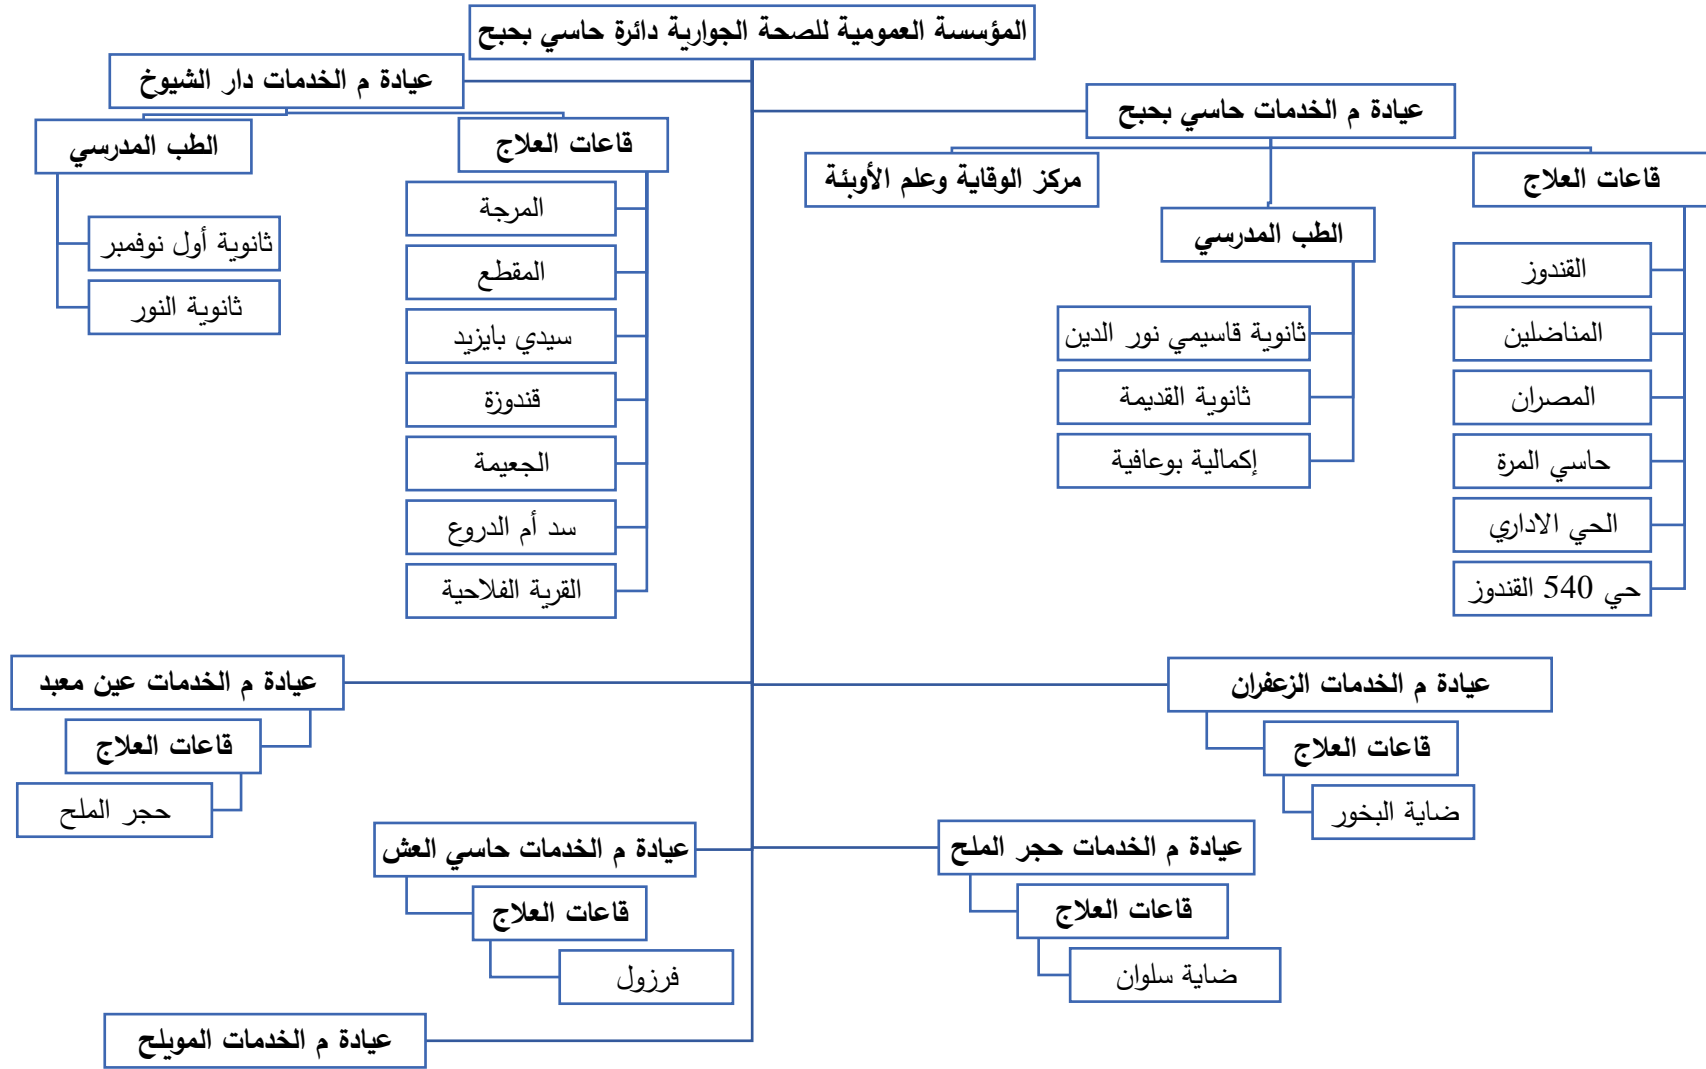 المؤسسة العمومية للصحة الجوارية دائرة حاسي بحبح
عيادة م الخدمات حاسي بحبح
قاعات العلاج
القندوز
المناضلين
المصران
حاسي المرة
الحي الاداري
حي 540 القندوز
الطب المدرسي
ثانوية قاسيمي نور الدين
ثانوية القديمة
إكمالية بوعافية
مركز الوقاية وعلم الأوبئة
عيادة م الخدمات دار الشيوخ
قاعات العلاج
المرجة
المقطع
سيدي بايزيد
قندوزة
الجعيمة
سد أم الدروع
القرية الفلاحية
الطب المدرسي
ثانوية أول نوفمبر
ثانوية النور
عيادة م الخدمات الزعفران
قاعات العلاج
ضاية البخور
عيادة م الخدمات عين معبد
قاعات العلاج
حجر الملح
عيادة م الخدمات حجر الملح
قاعات العلاج
ضاية سلوان
عيادة م الخدمات حاسي العش
قاعات العلاج
فرزول
عيادة م الخدمات المويلح